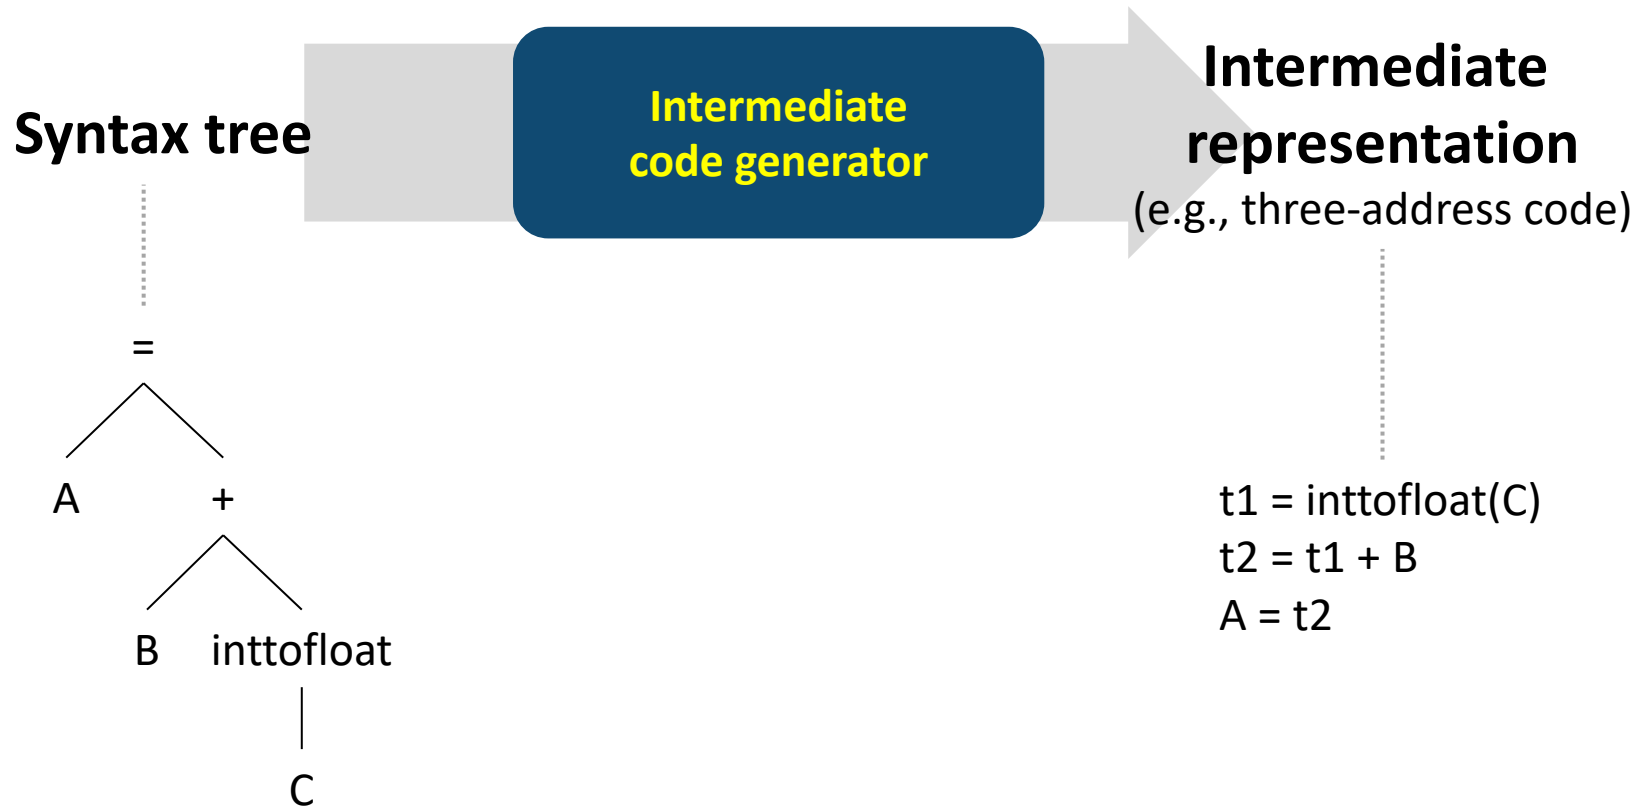 Syntax tree
Intermediate
code generator
Intermediate
representation
(e.g., three-address code)
=
A +
B inttofloat
C
t1 = inttofloat(C)
t2 = t1 + B
A = t2